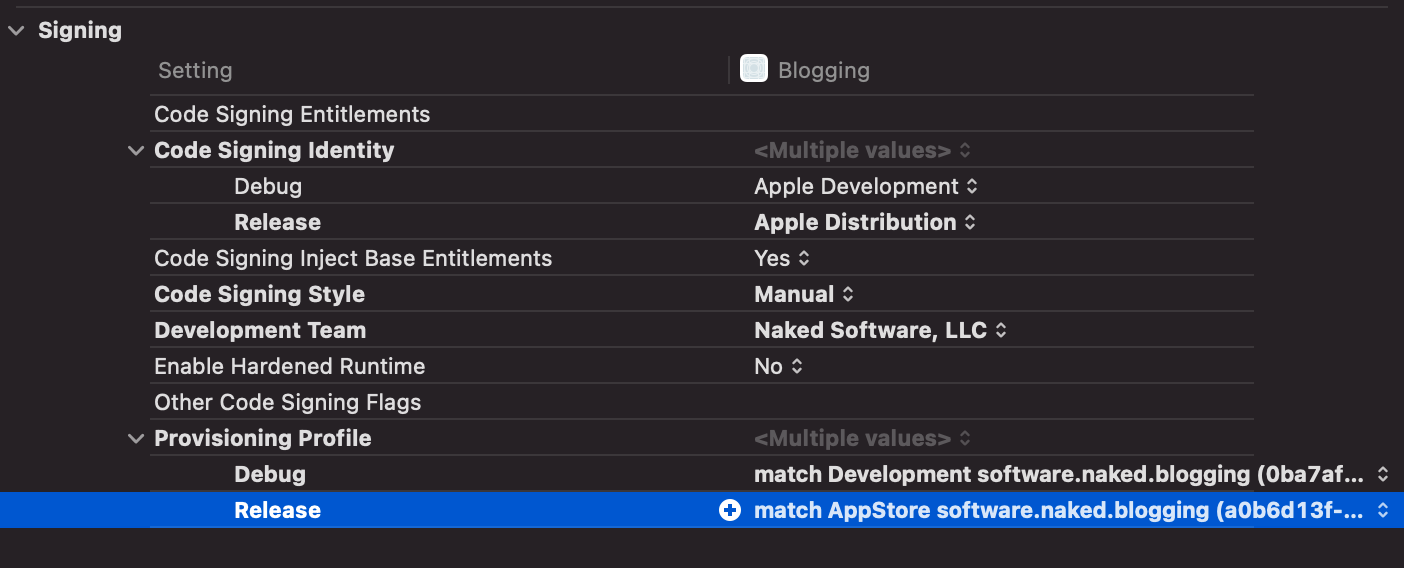 Signing
Setting Blogging
Code Signing Entitlements
Code Signing Identity <Multiple values>
Debug Apple Development
Release Apple Distribution
Code Signing Inject Base Entitlements Yes
Code Signing Style Manual
Development Team Naked Software, LLC
Enable Hardened Runtime No
Other Code Signing Flags
Provisioning Profile <Multiple values>
Debug match Development software.naked.blogging (0ba7af...
Release match AppStore software.naked.blogging (a0b6d13f-...